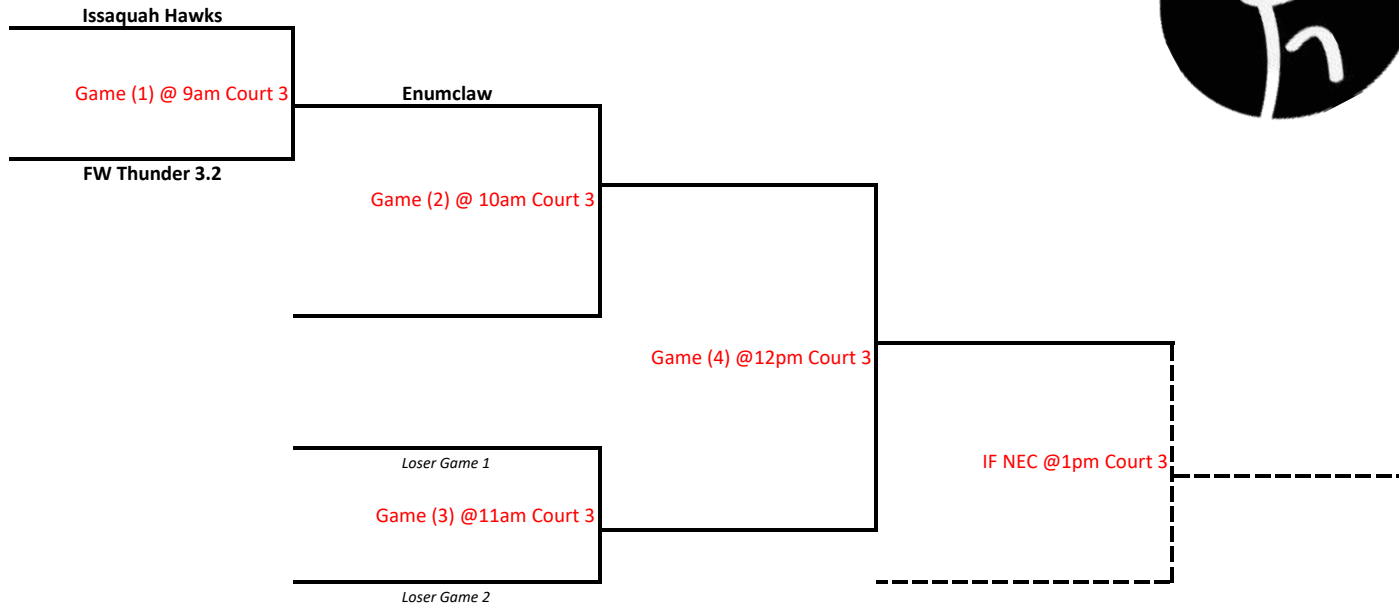 Issaquah Hawks
Game (1) @ 9am Court 3
Enumclaw
FW Thunder 3.2
Game (2) @ 10am Court 3
Game (4) @12pm Court 3
Loser Game 1
IF NEC @1pm Court 3
Game (3) @11am Court 3
Loser Game 2